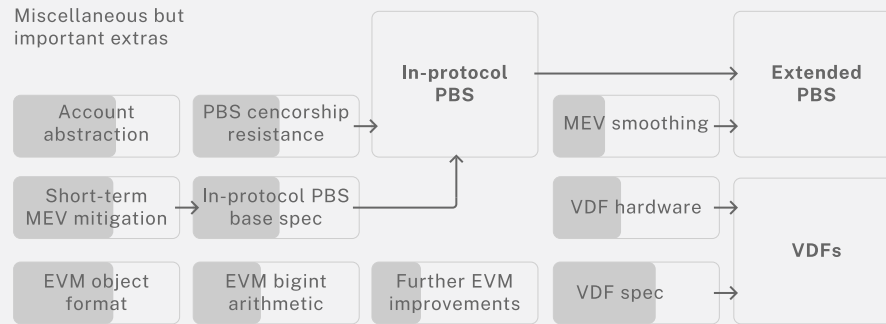 Miscellaneous but
important extras
In-protocol
PBS
Extended
PBS
Account
abstraction
PBS cencorship
resistance
MEV smoothing
Short-term
MEV mitigation
In-protocol PBS
base spec
VDF hardware
VDFs
EVM object
format
EVM bigint
arithmetic
Further EVM
improvements
VDF spec